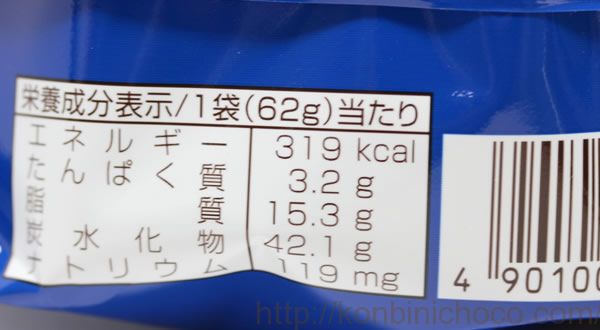 栄養成分表示/1袋(62g)当たり
エネルギー 319 kcal
たんぱく質 3.2 g
脂質 15.3 g
炭水化物 42.1 g
ナトリウム 119 mg
4 90100
http://konbinichoco.com/